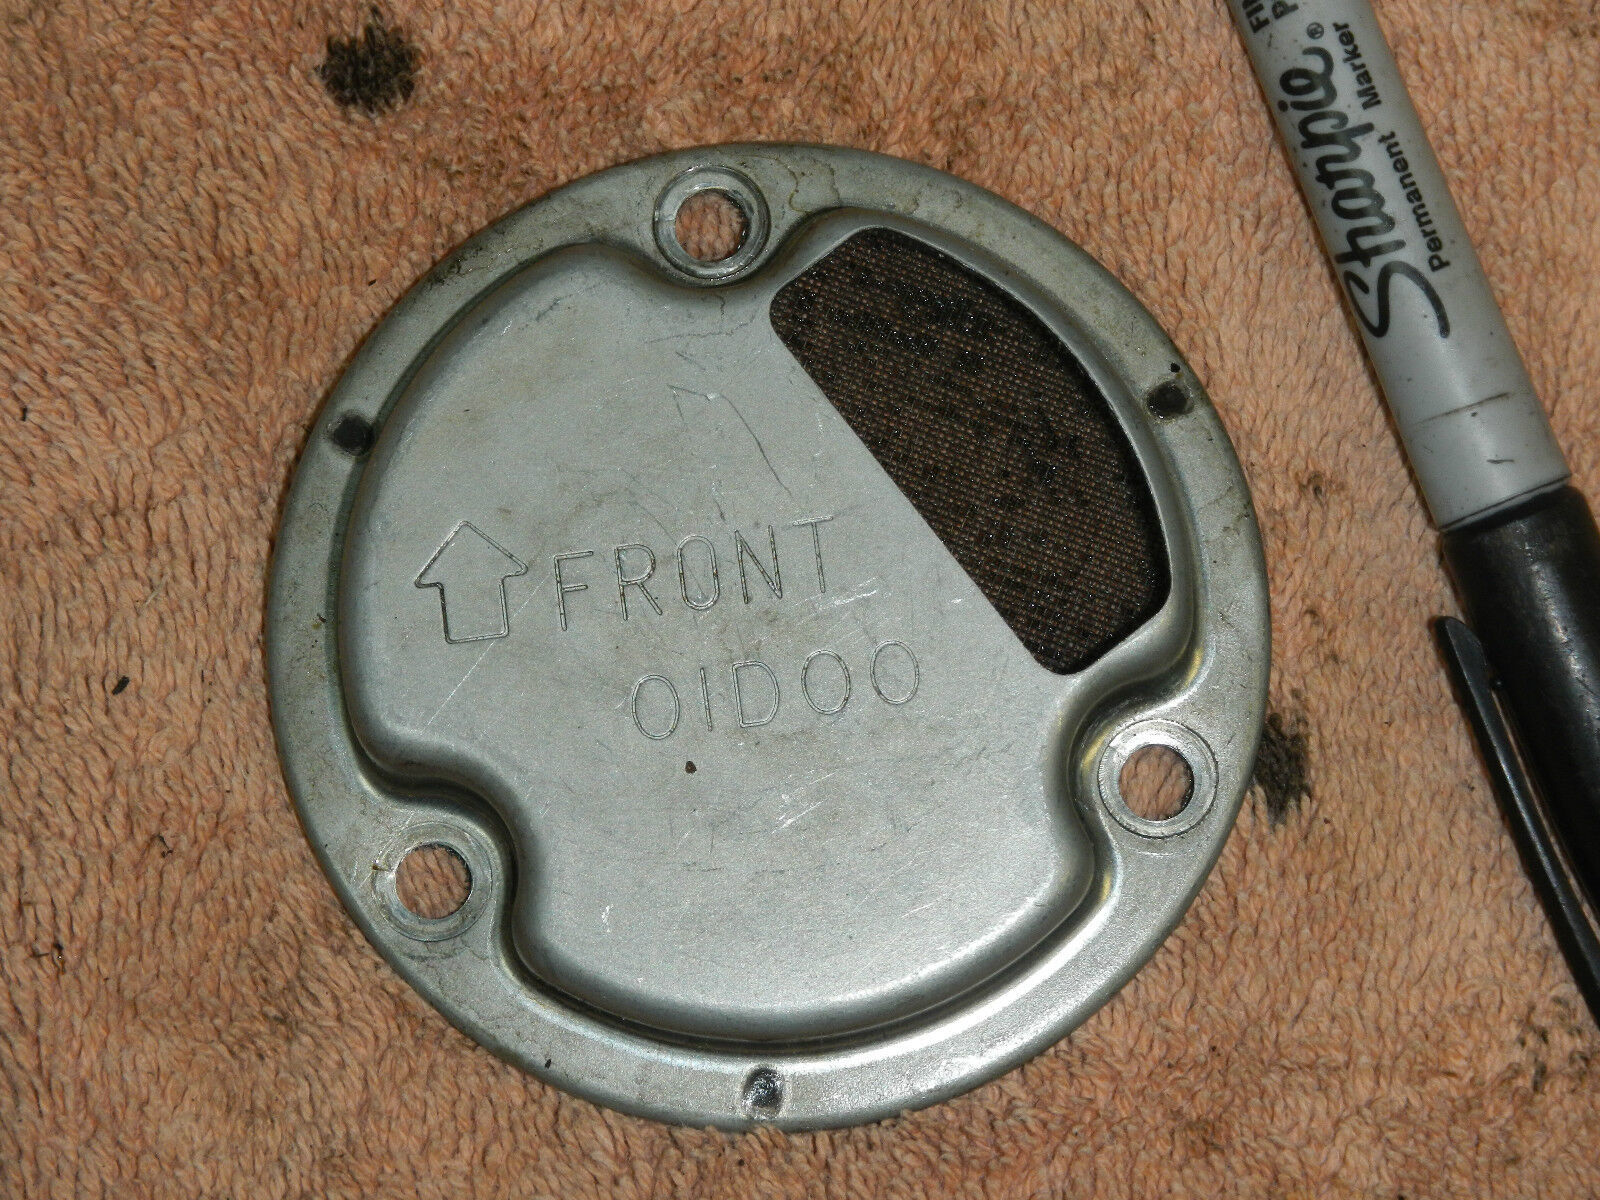 FRONT
OIDOO
Sharpie®
Permanent Marker